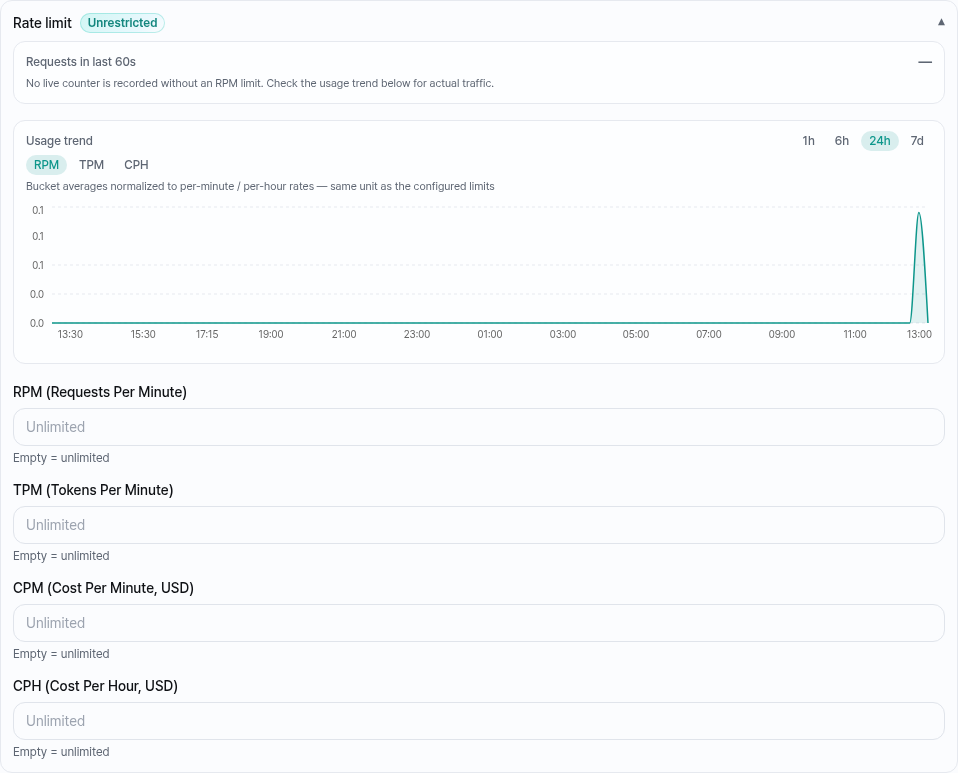 Rate limit Unrestricted ▲
Requests in last 60s —
No live counter is recorded without an RPM limit. Check the usage trend below for actual traffic.
Usage trend 1h 6h 24h 7d
RPM TPM CPH
Bucket averages normalized to per-minute / per-hour rates — same unit as the configured limits
0.1
0.1
0.1
0.0
0.0
13:30 15:30 17:15 19:00 21:00 23:00 01:00 03:00 05:00 07:00 09:00 11:00 13:00
RPM (Requests Per Minute)
Unlimited
Empty = unlimited
TPM (Tokens Per Minute)
Unlimited
Empty = unlimited
CPM (Cost Per Minute, USD)
Unlimited
Empty = unlimited
CPH (Cost Per Hour, USD)
Unlimited
Empty = unlimited